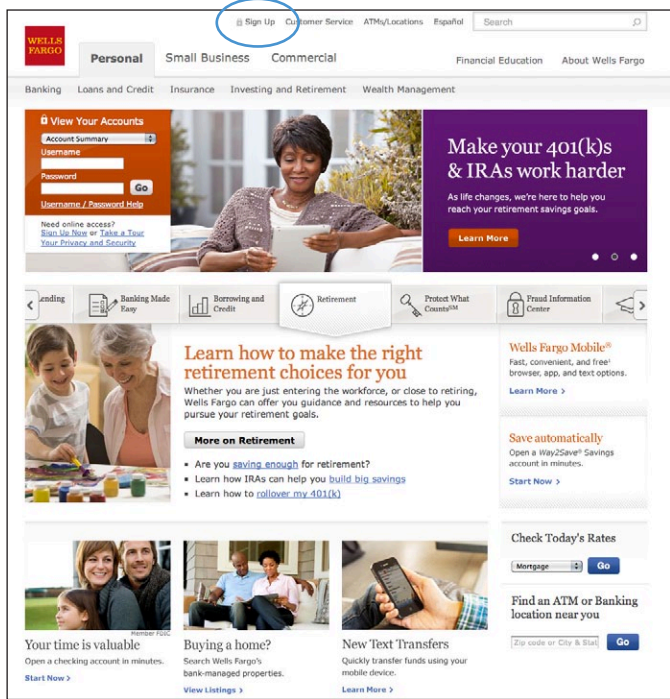 Sign Up Customer Service ATMs/Locations Español Search
WELLS
FARGO
Personal Small Business Commercial Financial Education About Wells Fargo
Banking Loans and Credit Insurance Investing and Retirement Wealth Management
View Your Accounts
Account Summary
Username
Password
Go
Username / Password Help
Need online access?
Sign Up Now or Take a Tour
Your Privacy and Security
Make your 401(k)s
& IRAs work harder
As life changes, we're here to help you
reach your retirement savings goals.
Learn More
Banking Made
Easy
Borrowing and
Credit
Retirement
Protect What
Counts℠
Fraud Information
Center
Learn how to make the right
retirement choices for you
Whether you are just entering the workforce, or close to retiring,
Wells Fargo can offer you guidance and resources to help you
pursue your retirement goals.
More on Retirement
▪ Are you saving enough for retirement?
▪ Learn how IRAs can help you build big savings
▪ Learn how to rollover my 401(k)
Wells Fargo Mobile®
Fast, convenient, and free¹
browser, app, and text options.
Learn More >
Save automatically
Open a Way2Save® Savings
account in minutes.
Start Now >
Member FDIC
Your time is valuable
Open a checking account in minutes.
Start Now >
Buying a home?
Search Wells Fargo's
bank-managed properties.
View Listings >
New Text Transfers
Quickly transfer funds using your
mobile device.
Learn More >
Check Today's Rates
Mortgage Go
Find an ATM or Banking
location near you
Zip code or City & Stat Go